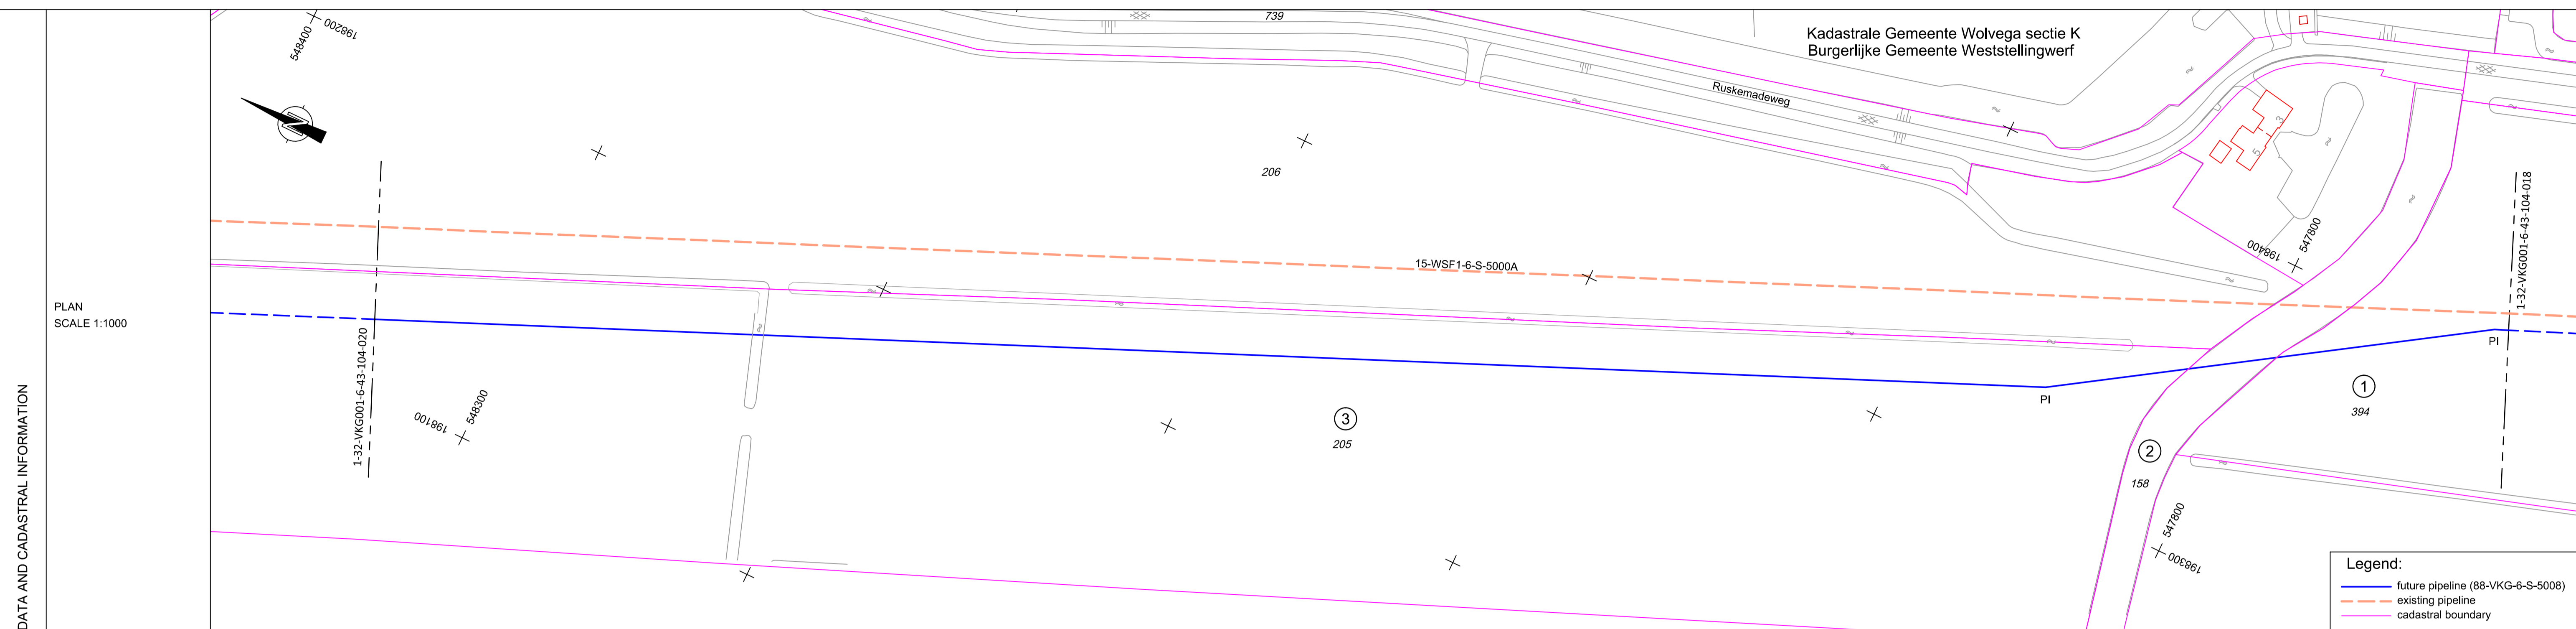 DATA AND CADASTRAL INFORMATION
PLAN
SCALE 1:1000
548400
198200
N
739
Kadastrale Gemeente Wolvega sectie K
Burgerlijke Gemeente Weststellingwerf
Ruskemadeweg
206
3
5
198400
547800
15-WSF1-6-S-5000A
1-32-VKG001-6-43-104-020
1-32-VKG001-6-43-104-018
198100
548300
PI
PI
3
205
1
394
2
158
547800
198300
Legend:
future pipeline (88-VKG-6-S-5008)
existing pipeline
cadastral boundary